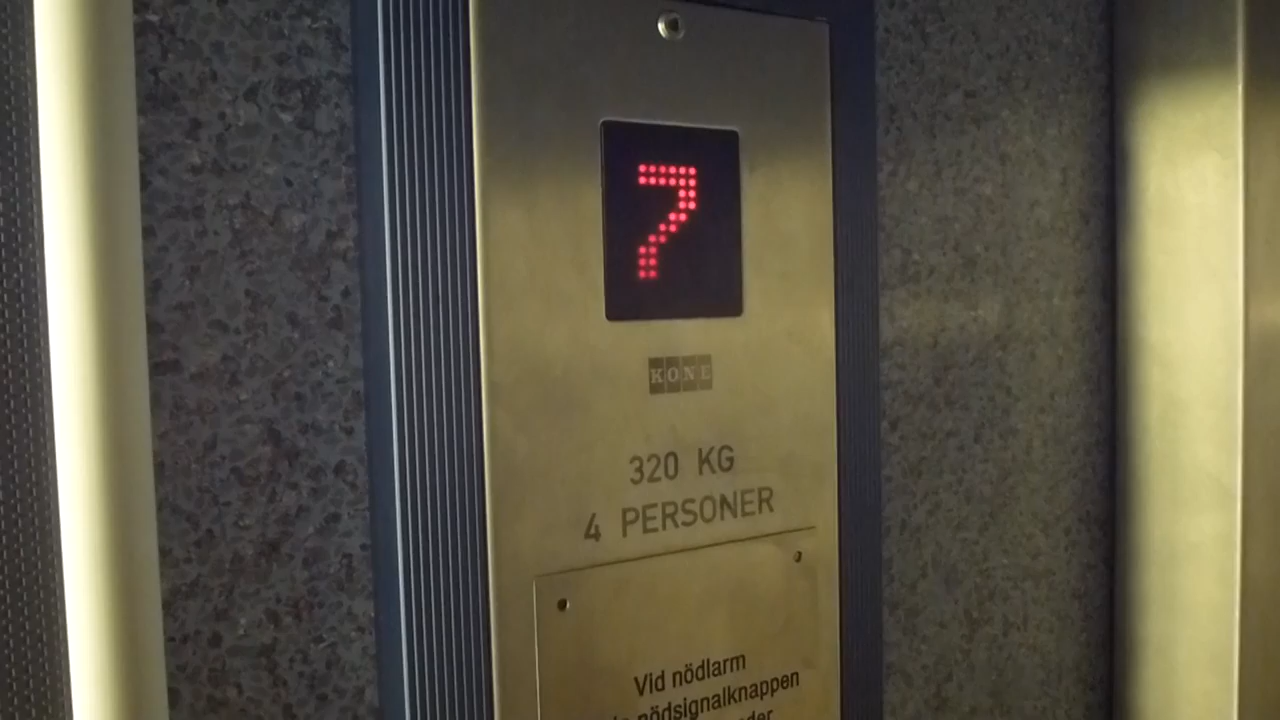 7
KONE
320 KG
4 PERSONER
Vid nödlarm
nödsignalknappen